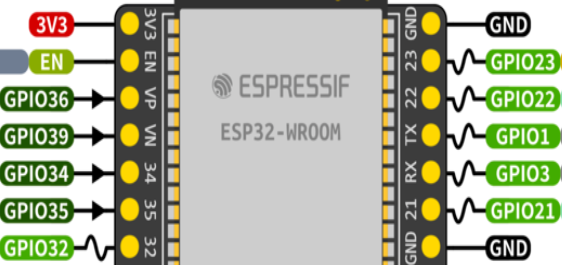 3V3 3V3 GND GND
EN EN 23 GPIO23
GPIO36 VP 22 GPIO22
ESPRESSIF
GPIO39 VN TX GPIO1
ESP32-WROOM
GPIO34 34 RX GPIO3
GPIO35 35 21 GPIO21
GPIO32 32 GND GND